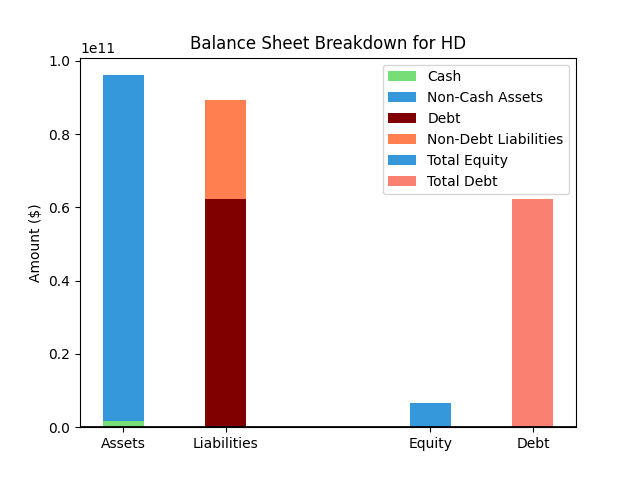 Balance Sheet Breakdown for HD
1e11
Amount ($)
1.0
0.8
0.6
0.4
0.2
0.0
Cash
Non-Cash Assets
Debt
Non-Debt Liabilities
Total Equity
Total Debt
Assets
Liabilities
Equity
Debt